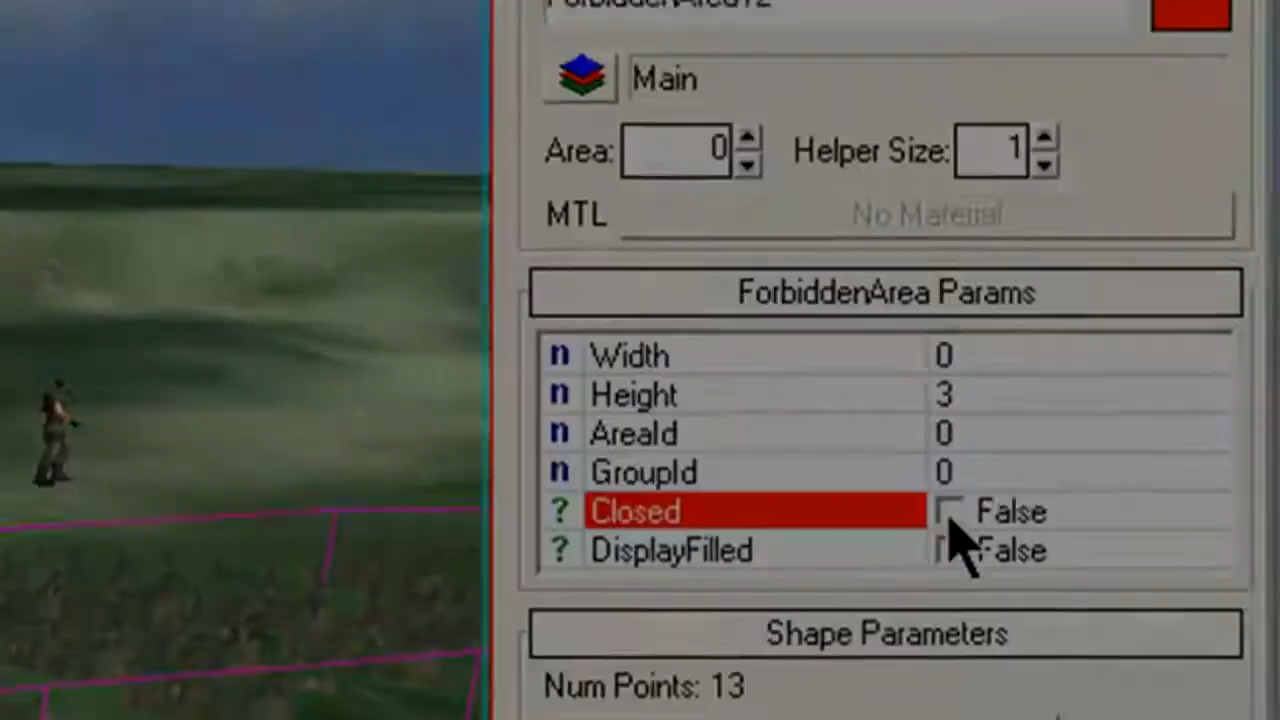 ForbiddenArea12
Main
Area: 0 Helper Size: 1
MTL No Material
ForbiddenArea Params
n Width 0
n Height 3
n AreaId 0
n GroupId 0
? Closed False
? DisplayFilled False
Shape Parameters
Num Points: 13